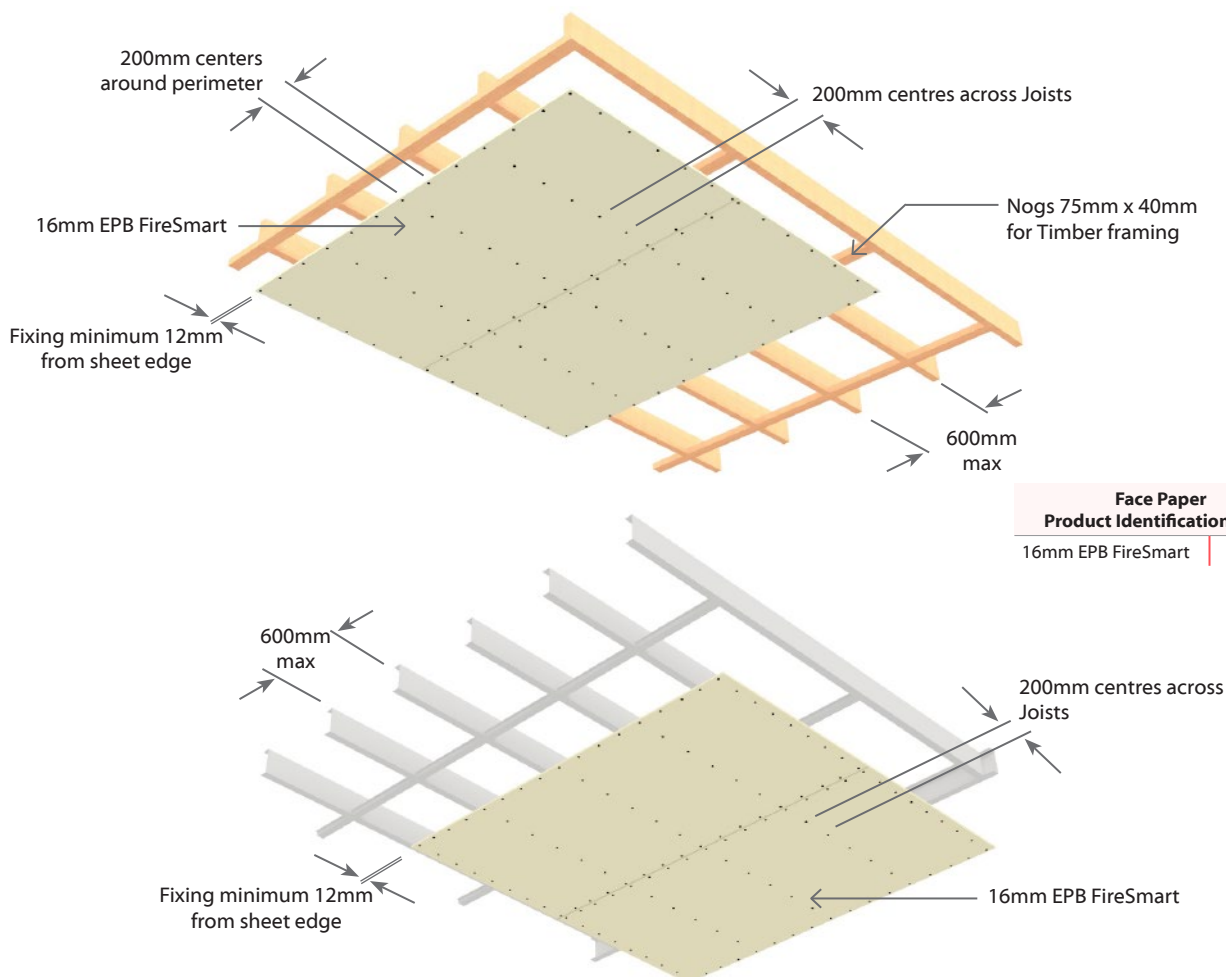 200mm centers
around perimeter
200mm centres across Joists
16mm EPB FireSmart
Nogs 75mm x 40mm
for Timber framing
Fixing minimum 12mm
from sheet edge
600mm
max
Face Paper
Product Identification
16mm EPB FireSmart
600mm
max
200mm centres across
Joists
Fixing minimum 12mm
from sheet edge
16mm EPB FireSmart